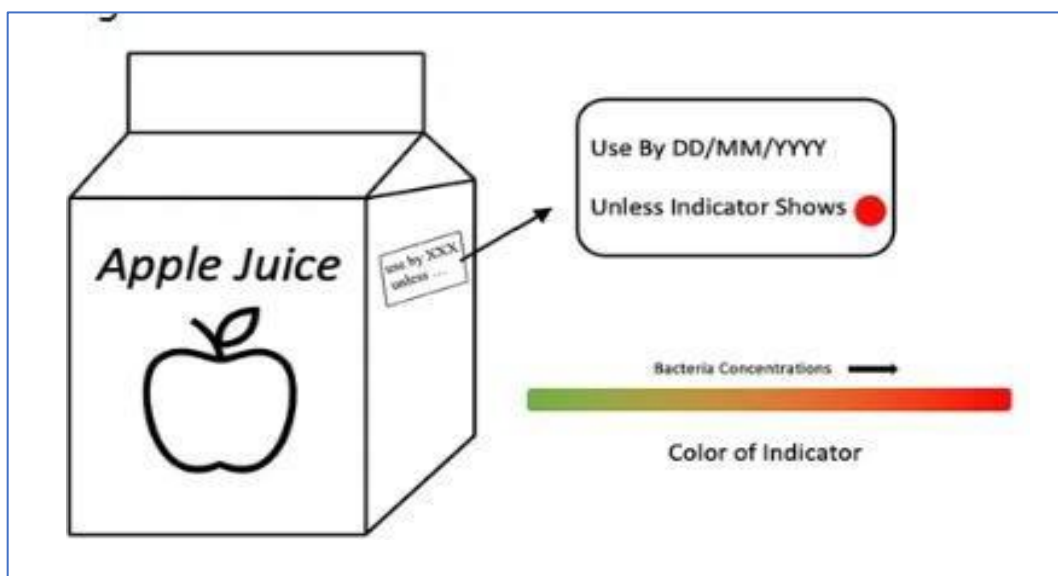 Apple Juice
use by XXX
unless ...
Use By DD/MM/YYYY
Unless Indicator Shows
Bacteria Concentrations
Color of Indicator